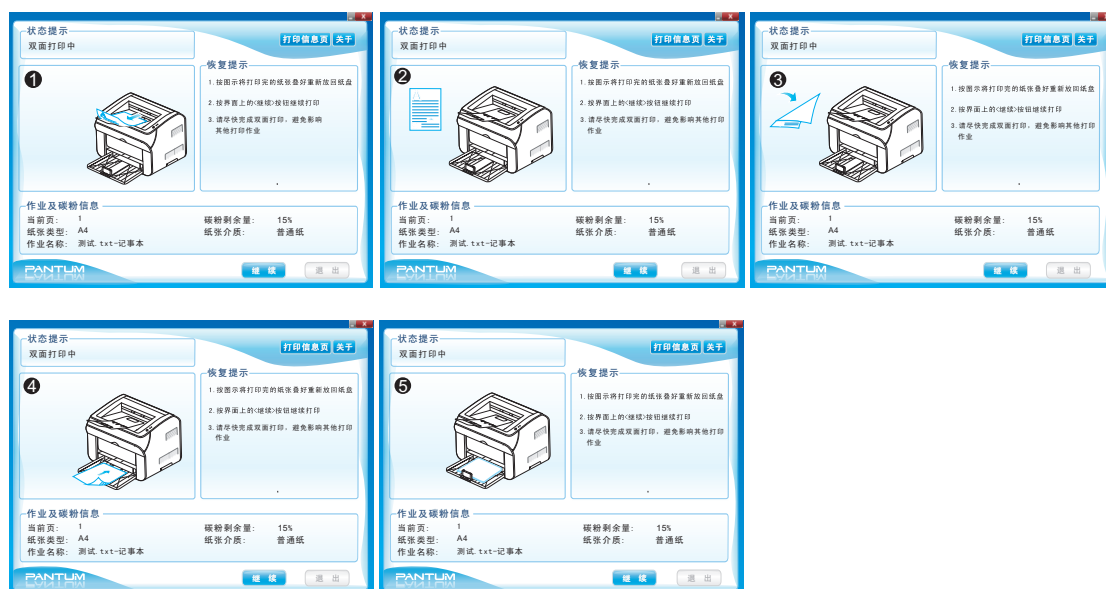 状态提示
双面打印中
打印信息页 关于
1
恢复提示
1.按图示将打印完的纸张叠好重新放回纸盘
2.按界面上的<继续>按钮继续打印
3.请尽快完成双面打印，避免影响
其他打印作业
作业及碳粉信息
当前页: 1 碳粉剩余量: 15%
纸张类型: A4 纸张介质: 普通纸
作业名称: 测试.txt-记事本
PANTUM 继续 退出
状态提示
双面打印中
打印信息页 关于
2
恢复提示
1.按图示将打印完的纸张叠好重新放回纸盘
2.按界面上的<继续>按钮继续打印
3.请尽快完成双面打印，避免影响其他打印
作业
作业及碳粉信息
当前页: 1 碳粉剩余量: 15%
纸张类型: A4 纸张介质: 普通纸
作业名称: 测试.txt-记事本
PANTUM 继续 退出
状态提示
双面打印中
打印信息页 关于
3
恢复提示
1.按图示将打印完的纸张叠好重新放回纸盘
2.按界面上的<继续>按钮继续打印
3.请尽快完成双面打印，避免影响其他打印
作业
作业及碳粉信息
当前页: 1 碳粉剩余量: 15%
纸张类型: A4 纸张介质: 普通纸
作业名称: 测试.txt-记事本
PANTUM 继续 退出
状态提示
双面打印中
打印信息页 关于
4
恢复提示
1.按图示将打印完的纸张叠好重新放回纸盘
2.按界面上的<继续>按钮继续打印
3.请尽快完成双面打印，避免影响其他打印
作业
作业及碳粉信息
当前页: 1 碳粉剩余量: 15%
纸张类型: A4 纸张介质: 普通纸
作业名称: 测试.txt-记事本
PANTUM 继续 退出
状态提示
双面打印中
打印信息页 关于
5
恢复提示
1.按图示将打印完的纸张叠好重新放回纸盘
2.按界面上的<继续>按钮继续打印
3.请尽快完成双面打印，避免影响其他打印
作业
作业及碳粉信息
当前页: 1 碳粉剩余量: 15%
纸张类型: A4 纸张介质: 普通纸
作业名称: 测试.txt-记事本
PANTUM 继续 退出